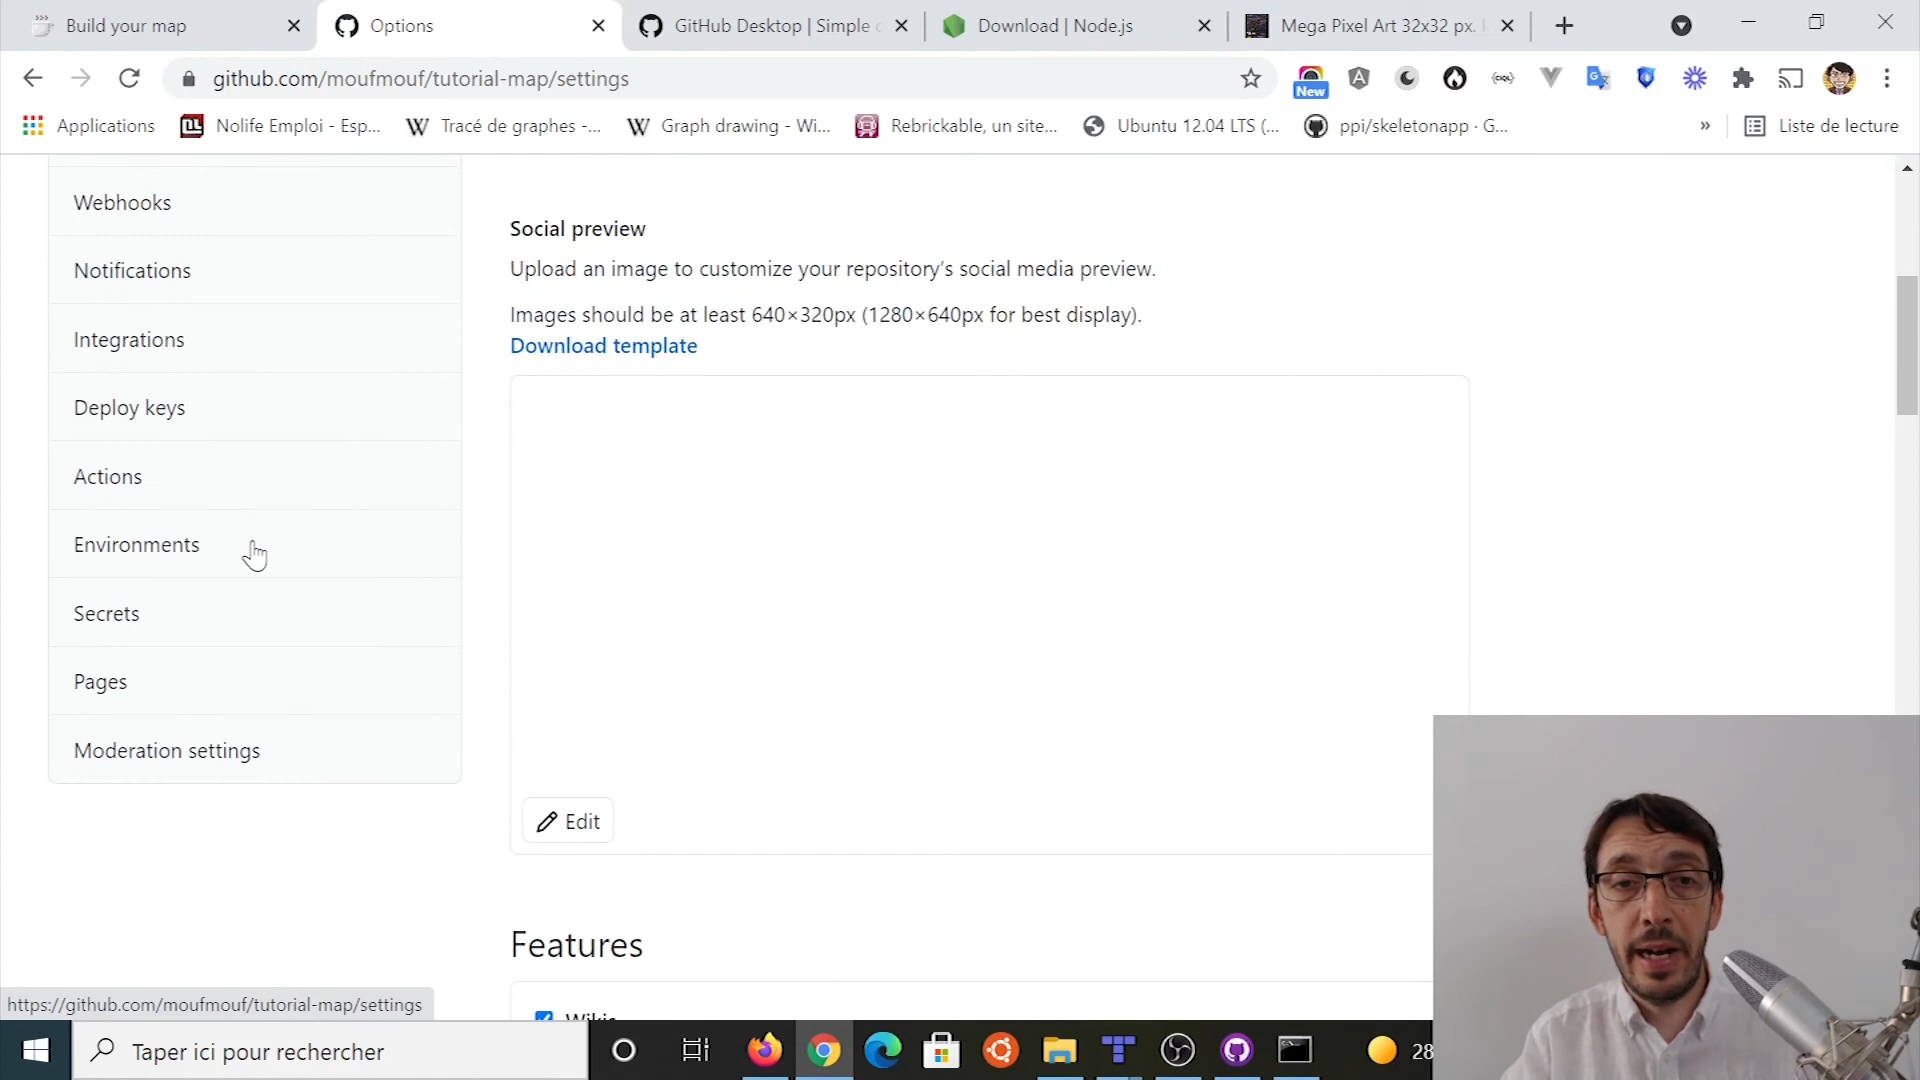 Build your map
Options
GitHub Desktop | Simple c
Download | Node.js
Mega Pixel Art 32x32 px.
github.com/moufmouf/tutorial-map/settings
New
Applications
Nolife Emploi - Esp...
Tracé de graphes -...
Graph drawing - Wi...
Rebrickable, un site...
Ubuntu 12.04 LTS (...
ppi/skeletonapp · G...
»
Liste de lecture
Webhooks
Notifications
Integrations
Deploy keys
Actions
Environments
Secrets
Pages
Moderation settings
Social preview
Upload an image to customize your repository's social media preview.
Images should be at least 640×320px (1280×640px for best display).
Download template
Edit
Features
Wikis
https://github.com/moufmouf/tutorial-map/settings
Taper ici pour rechercher
28